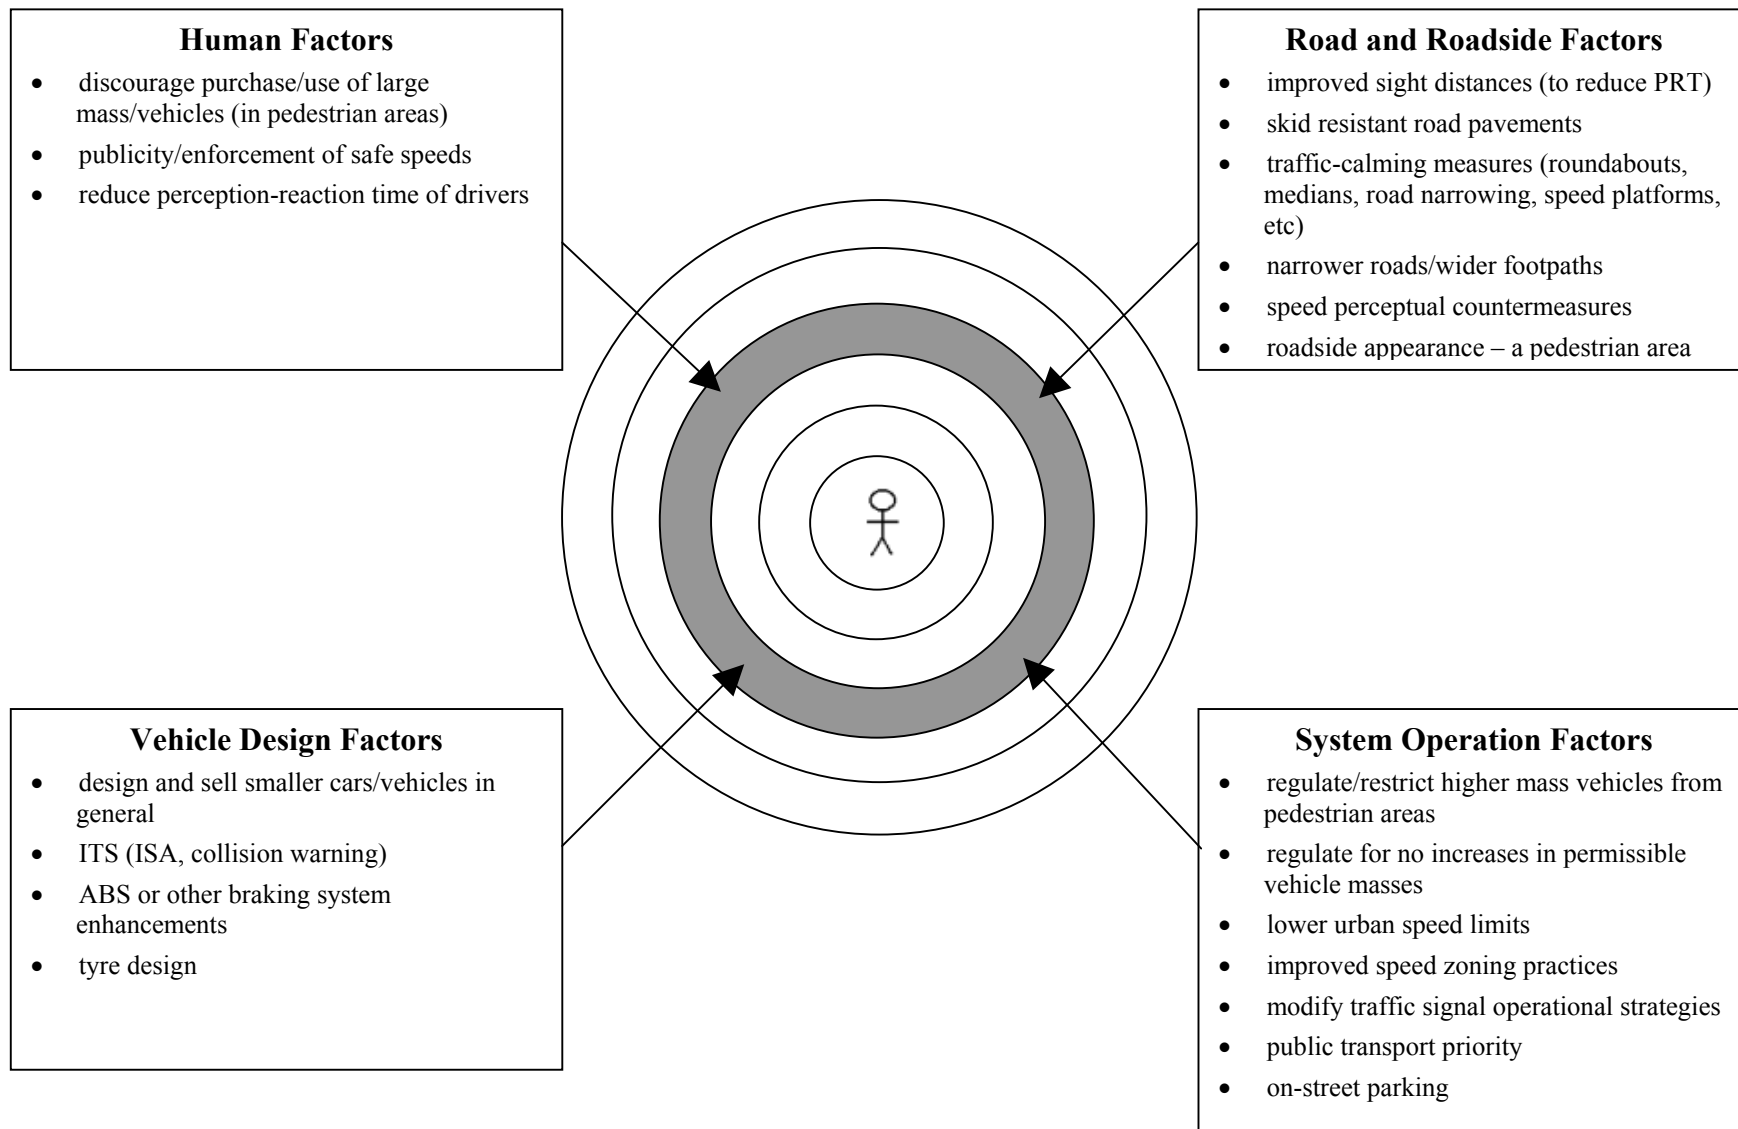 Human Factors
• discourage purchase/use of large
mass/vehicles (in pedestrian areas)
• publicity/enforcement of safe speeds
• reduce perception-reaction time of drivers
Road and Roadside Factors
• improved sight distances (to reduce PRT)
• skid resistant road pavements
• traffic-calming measures (roundabouts,
medians, road narrowing, speed platforms,
etc)
• narrower roads/wider footpaths
• speed perceptual countermeasures
• roadside appearance – a pedestrian area
Vehicle Design Factors
• design and sell smaller cars/vehicles in
general
• ITS (ISA, collision warning)
• ABS or other braking system
enhancements
• tyre design
System Operation Factors
• regulate/restrict higher mass vehicles from
pedestrian areas
• regulate for no increases in permissible
vehicle masses
• lower urban speed limits
• improved speed zoning practices
• modify traffic signal operational strategies
• public transport priority
• on-street parking